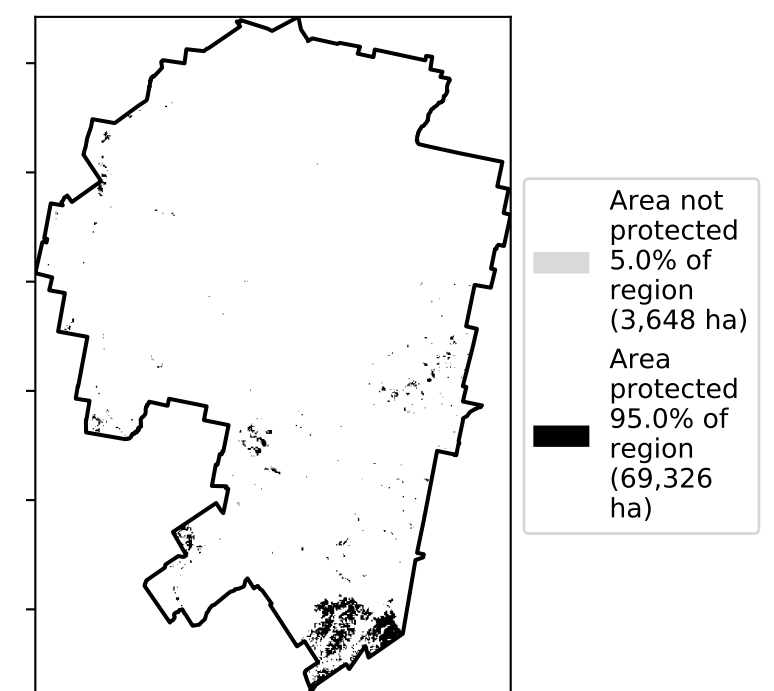 Area not
protected
5.0% of
region
(3,648 ha)
Area
protected
95.0% of
region
(69,326
ha)